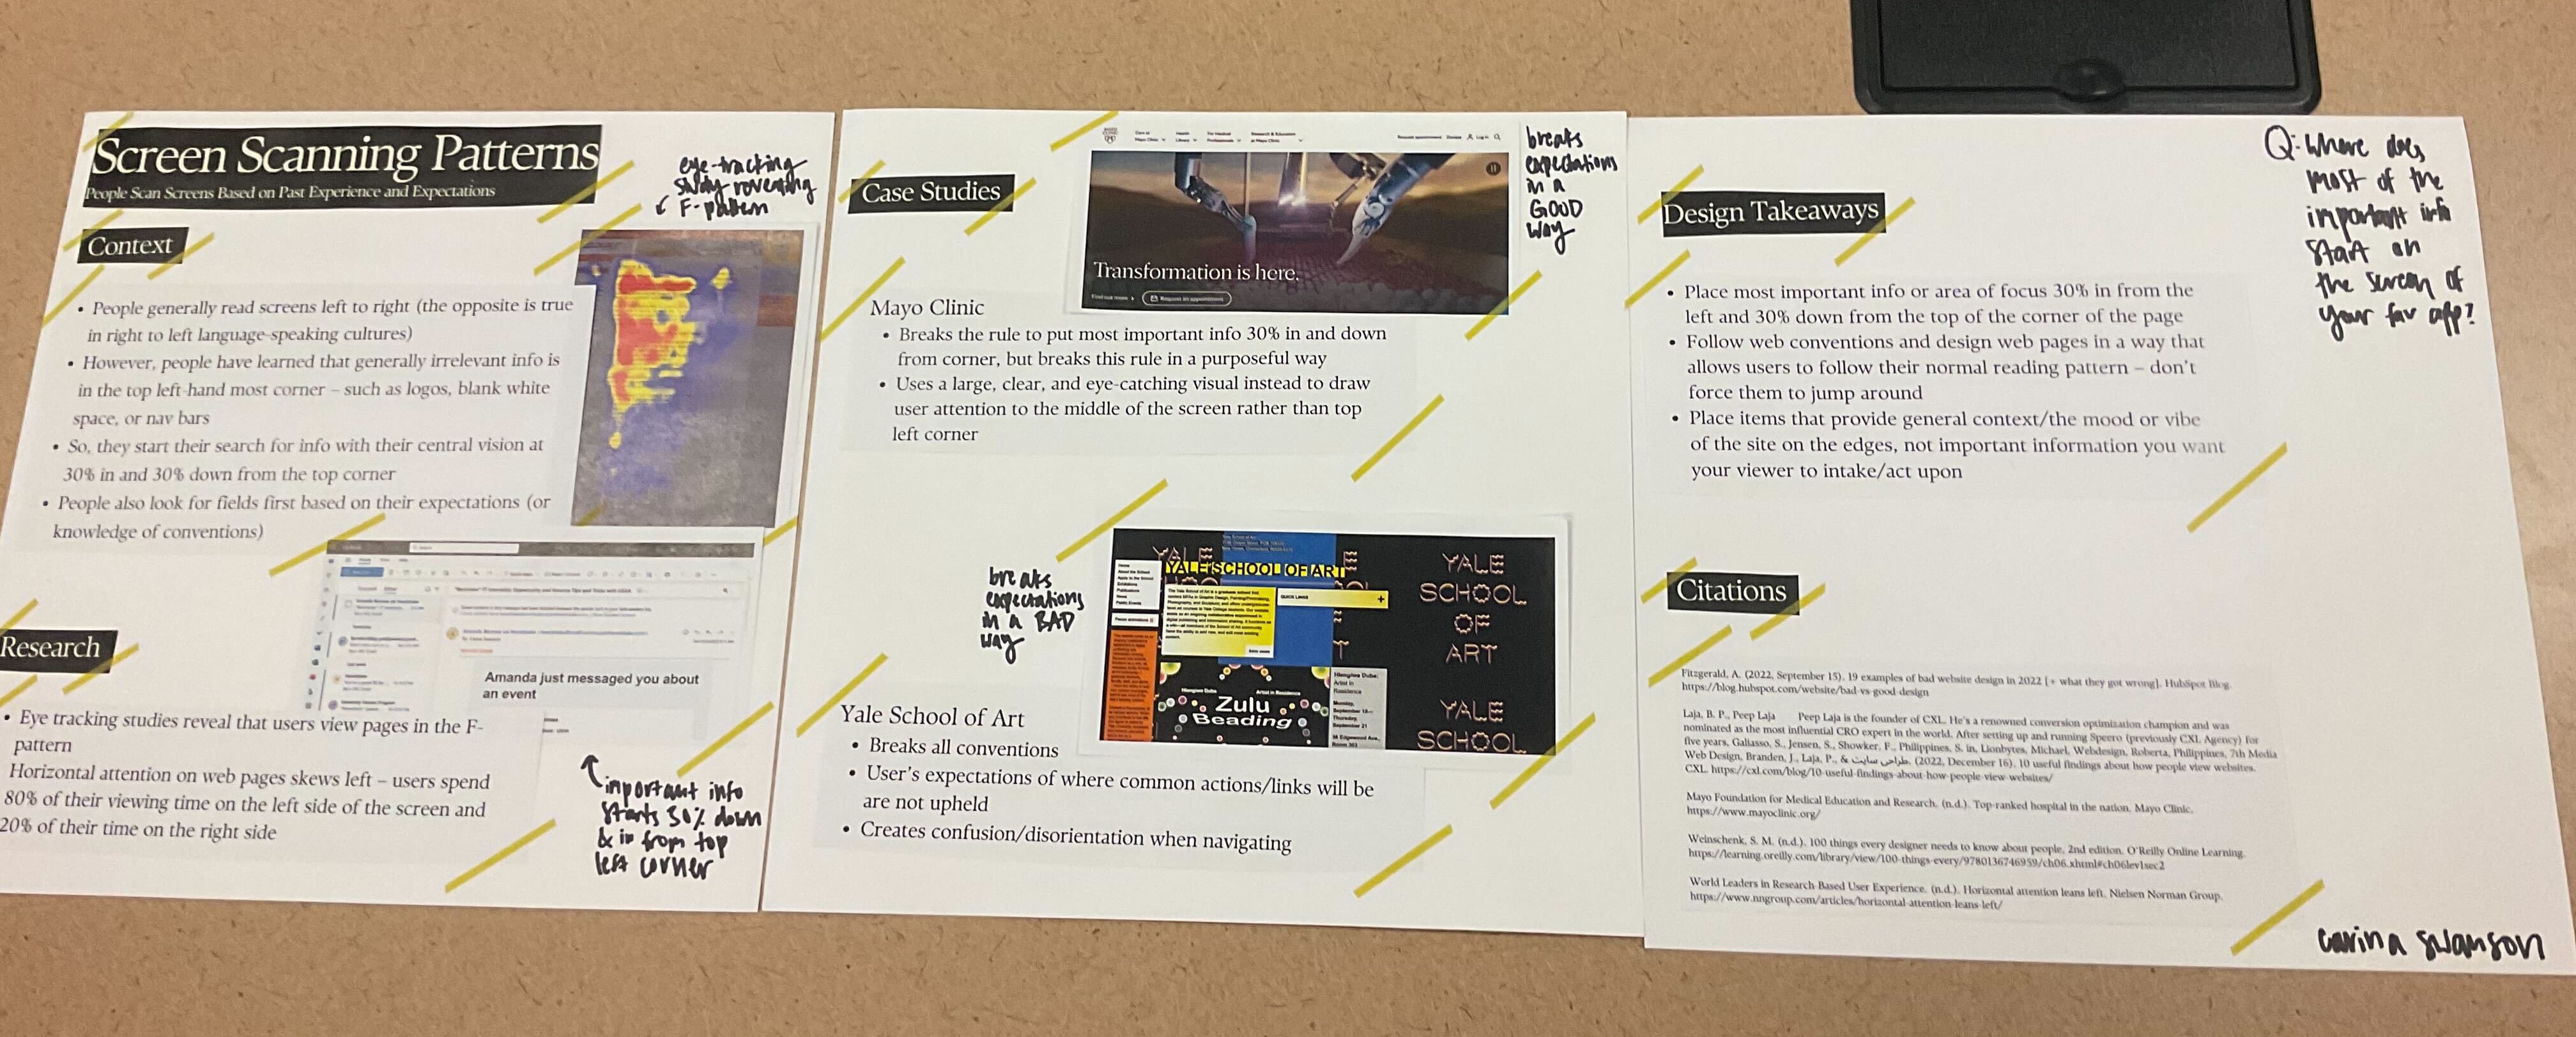 Screen Scanning Patterns
People Scan Screens Based on Past Experience and Expectations
eye-tracking
study
F-pattern
Context
• People generally read screens left to right (the opposite is true
in right to left language-speaking cultures)
• However, people have learned that generally irrelevant info is
in the top left-hand most corner – such as logos, blank white
space, or nav bars
• So, they start their search for info with their central vision at
30% in and 30% down from the top corner
• People also look for fields first based on their expectations (or
knowledge of conventions)
Amanda just messaged you about
an event
Research
• Eye tracking studies reveal that users view pages in the F-
pattern
Horizontal attention on web pages skews left – users spend
80% of their viewing time on the left side of the screen and
20% of their time on the right side
important info
starts 30% down
& in from top
left corner
Case Studies
Transformation is here.
Find out more
Request an appointment
breaks
expectations
in a
GOOD
way
Mayo Clinic
• Breaks the rule to put most important info 30% in and down
from corner, but breaks this rule in a purposeful way
• Uses a large, clear, and eye-catching visual instead to draw
user attention to the middle of the screen rather than top
left corner
breaks
expectations
in a BAD
way
YALE SCHOOL OF ART
QUICK LINKS +
Zulu
Beading
YALE
SCHOOL
OF
ART
YALE
SCHOOL
Yale School of Art
• Breaks all conventions
• User's expectations of where common actions/links will be
are not upheld
• Creates confusion/disorientation when navigating
Design Takeaways
• Place most important info or area of focus 30% in from the
left and 30% down from the top of the corner of the page
• Follow web conventions and design web pages in a way that
allows users to follow their normal reading pattern – don't
force them to jump around
• Place items that provide general context/the mood or vibe
of the site on the edges, not important information you want
your viewer to intake/act upon
Q: Where does
most of the
important info
start on
the screen of
your fav app?
Citations
Fitzgerald, A. (2022, September 15). 19 examples of bad website design in 2022 [+ what they got wrong]. HubSpot Blog.
https://blog.hubspot.com/website/bad-vs-good-design
Laja, B. P., Peep Laja Peep Laja is the founder of CXL. He's a renowned conversion optimization champion and was
nominated as the most influential CRO expert in the world. After setting up and running Speero (previously CXL Agency) for
five years, Galiasso, S., Jensen, S., Showker, F., Philippines, S. in, Lionbytes, Michael, Webdesign, Roberta, Philippines, 7th Media
Web Design, Branden, J., Laja, P., & طراحی سایت. (2022, December 16). 10 useful findings about how people view websites.
CXL. https://cxl.com/blog/10-useful-findings-about-how-people-view-websites/
Mayo Foundation for Medical Education and Research. (n.d.). Top-ranked hospital in the nation. Mayo Clinic.
https://www.mayoclinic.org/
Weinschenk, S. M. (n.d.). 100 things every designer needs to know about people, 2nd edition. O'Reilly Online Learning.
https://learning.oreilly.com/library/view/100-things-every/9780136746959/ch06.xhtml#ch06lev1sec2
World Leaders in Research-Based User Experience. (n.d.). Horizontal attention leans left. Nielsen Norman Group.
https://www.nngroup.com/articles/horizontal-attention-leans-left/
carina swanson